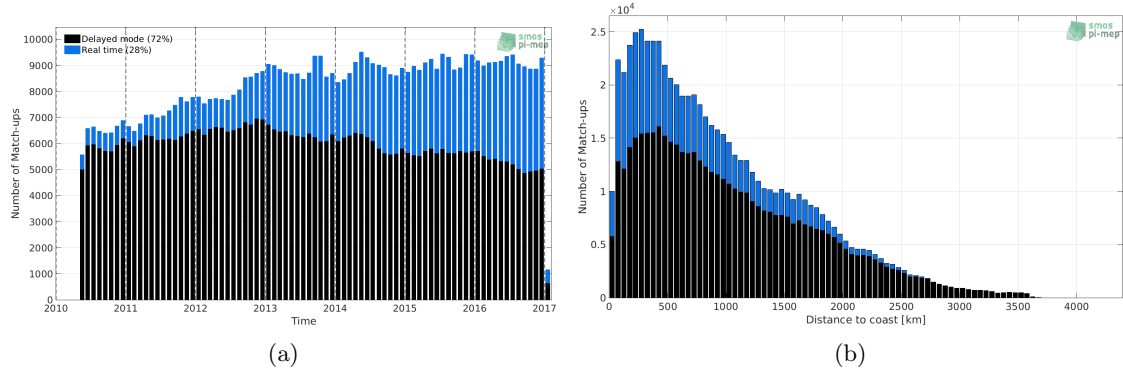 Delayed mode (72%)
Real time (28%)
smos
pi-mep
10000
9000
8000
7000
6000
5000
4000
3000
2000
1000
0
Number of Match-ups
2010 2011 2012 2013 2014 2015 2016 2017
Time
(a)
×10⁴
smos
pi-mep
2.5
2
1.5
1
0.5
0
Number of Match-ups
0 500 1000 1500 2000 2500 3000 3500 4000
Distance to coast [km]
(b)